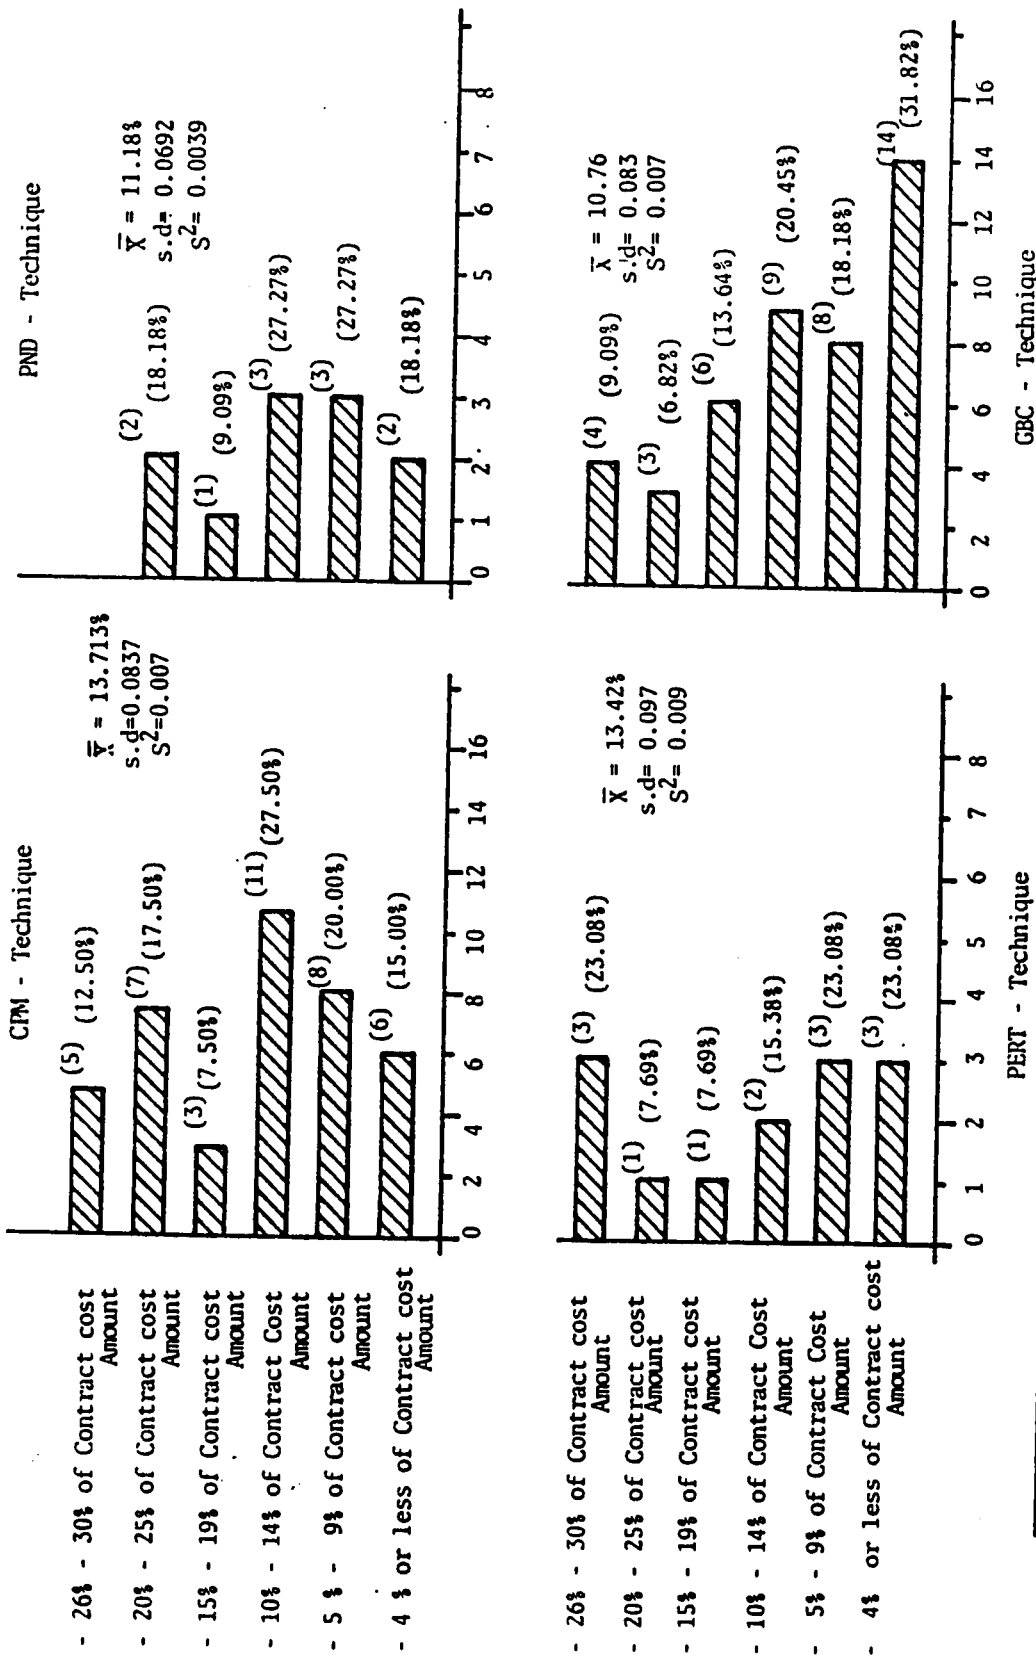 CPM - Technique
X̄ = 13.713%
s.d=0.0837
S²=0.007
- 26% - 30% of Contract cost
Amount
(5) (12.50%)
- 20% - 25% of Contract cost
Amount
(7) (17.50%)
- 15% - 19% of Contract cost
Amount
(3) (7.50%)
- 10% - 14% of Contract Cost
Amount
(11) (27.50%)
- 5 % - 9% of Contract cost
Amount
(8) (20.00%)
- 4 % or less of Contract cost
Amount
(6) (15.00%)
0 2 4 6 8 10 12 14 16
PND - Technique
X̄ = 11.18%
s.d= 0.0692
S²= 0.0039
(2) (18.18%)
(1) (9.09%)
(3) (27.27%)
(3) (27.27%)
(2) (18.18%)
0 1 2 3 4 5 6 7 8
- 26% - 30% of Contract cost
Amount
(3) (23.08%)
- 20% - 25% of Contract cost
Amount
(1) (7.69%)
- 15% - 19% of Contract cost
Amount
(1) (7.69%)
- 10% - 14% of Contract Cost
Amount
(2) (15.38%)
- 5% - 9% of Contract Cost
Amount
(3) (23.08%)
- 4% or less of Contract cost
Amount
(3) (23.08%)
X̄ = 13.42%
s.d= 0.097
S²= 0.009
0 1 2 3 4 5 6 7 8
PERT - Technique
X̄ = 10.76
s.d= 0.083
S²= 0.007
(4) (9.09%)
(3) (6.82%)
(6) (13.64%)
(9) (20.45%)
(8) (18.18%)
(14) (31.82%)
0 2 4 6 8 10 12 14 16
GBC - Technique